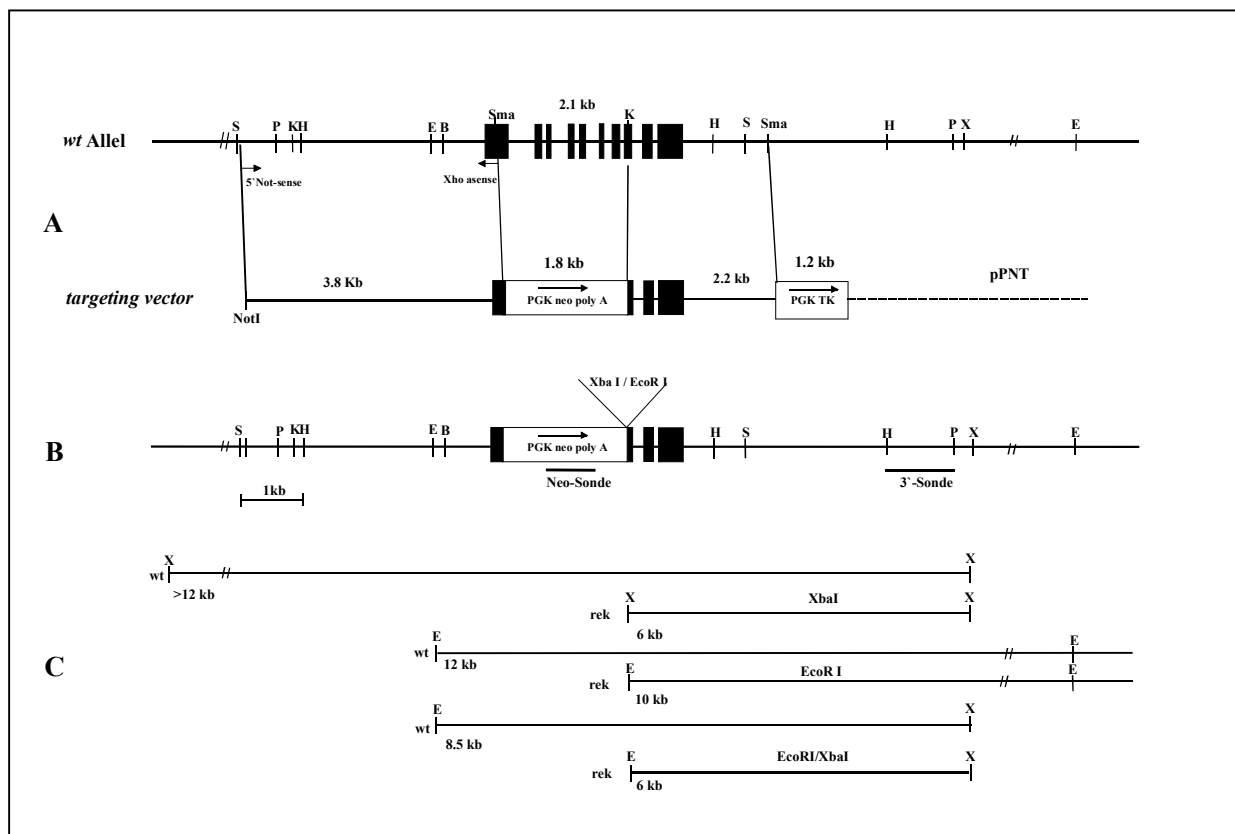 2.1 kb
wt Allel
S P K H E B Sma K H S Sma H P X E
5`Not-sense
Xho asense
A
targeting vector
3.8 Kb
1.8 kb
2.2 kb
1.2 kb
pPNT
PGK neo poly A
PGK TK
NotI
Xba I / EcoR I
B
S P K H E B H S H P X E
PGK neo poly A
Neo-Sonde
3`-Sonde
1kb
X X
wt
>12 kb
X XbaI X
rek
6 kb
C
E E
wt
12 kb
E EcoR I E
rek
10 kb
E X
wt
8.5 kb
E EcoRI/XbaI X
rek
6 kb